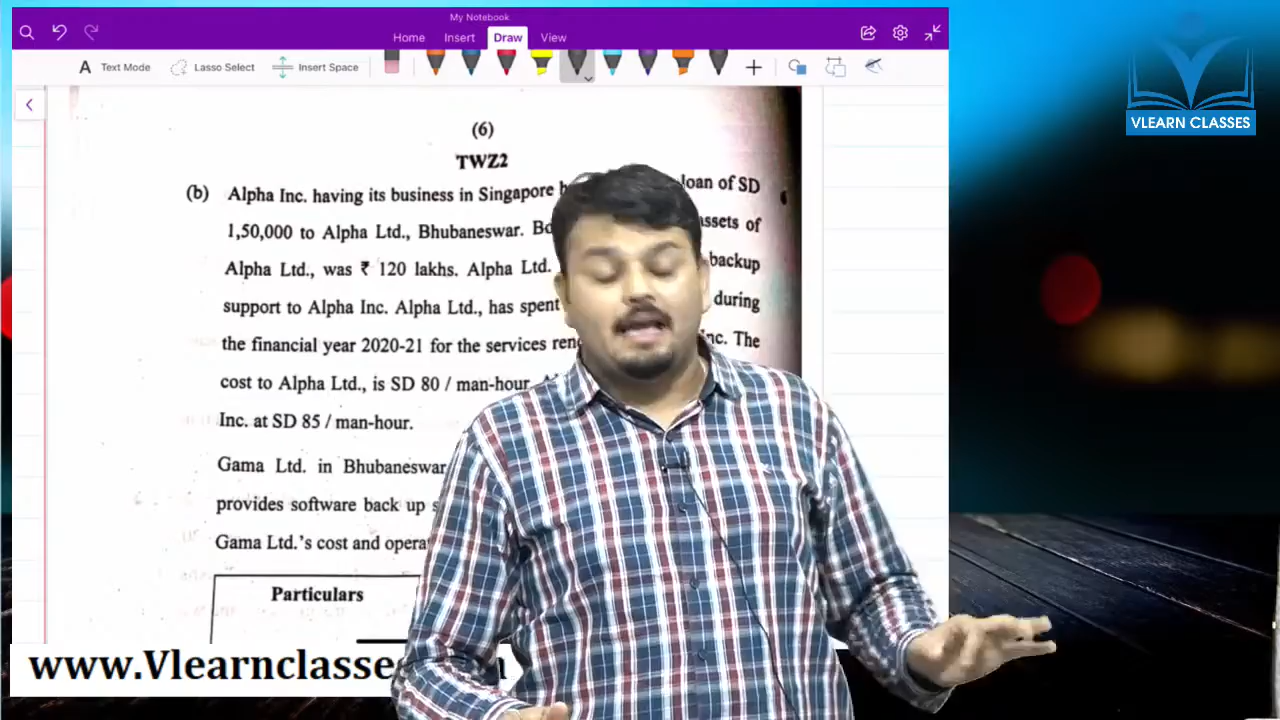 My Notebook
Home Insert Draw View
A Text Mode Lasso Select Insert Space
VLEARN CLASSES
(6)
TWZ2
(b) Alpha Inc. having its business in Singapore loan of SD
1,50,000 to Alpha Ltd., Bhubaneswar. assets of
Alpha Ltd., was ₹ 120 lakhs. Alpha Ltd. backup
support to Alpha Inc. Alpha Ltd., has spent during
the financial year 2020-21 for the services Inc. The
cost to Alpha Ltd., is SD 80 / man-hour.
Inc. at SD 85 / man-hour.
Gama Ltd. in Bhubaneswar
provides software back up
Gama Ltd.'s cost and
Particulars